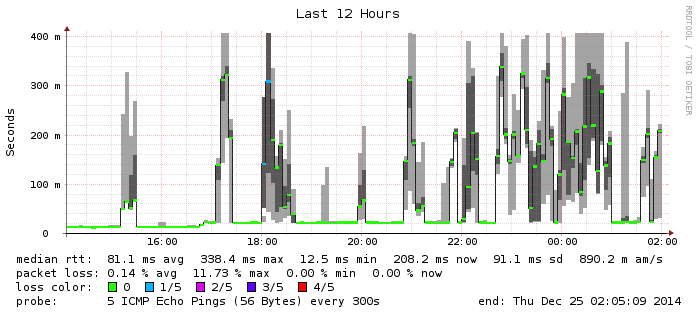 Last 12 Hours
RRDTOOL / TOBI OETIKER
Seconds
400 m
300 m
200 m
100 m
0
16:00 18:00 20:00 22:00 00:00 02:00
median rtt: 81.1 ms avg 338.4 ms max 12.5 ms min 208.2 ms now 91.1 ms sd 890.2 m am/s
packet loss: 0.14 % avg 11.73 % max 0.00 % min 0.00 % now
loss color: 0 1/5 2/5 3/5 4/5
probe: 5 ICMP Echo Pings (56 Bytes) every 300s end: Thu Dec 25 02:05:09 2014